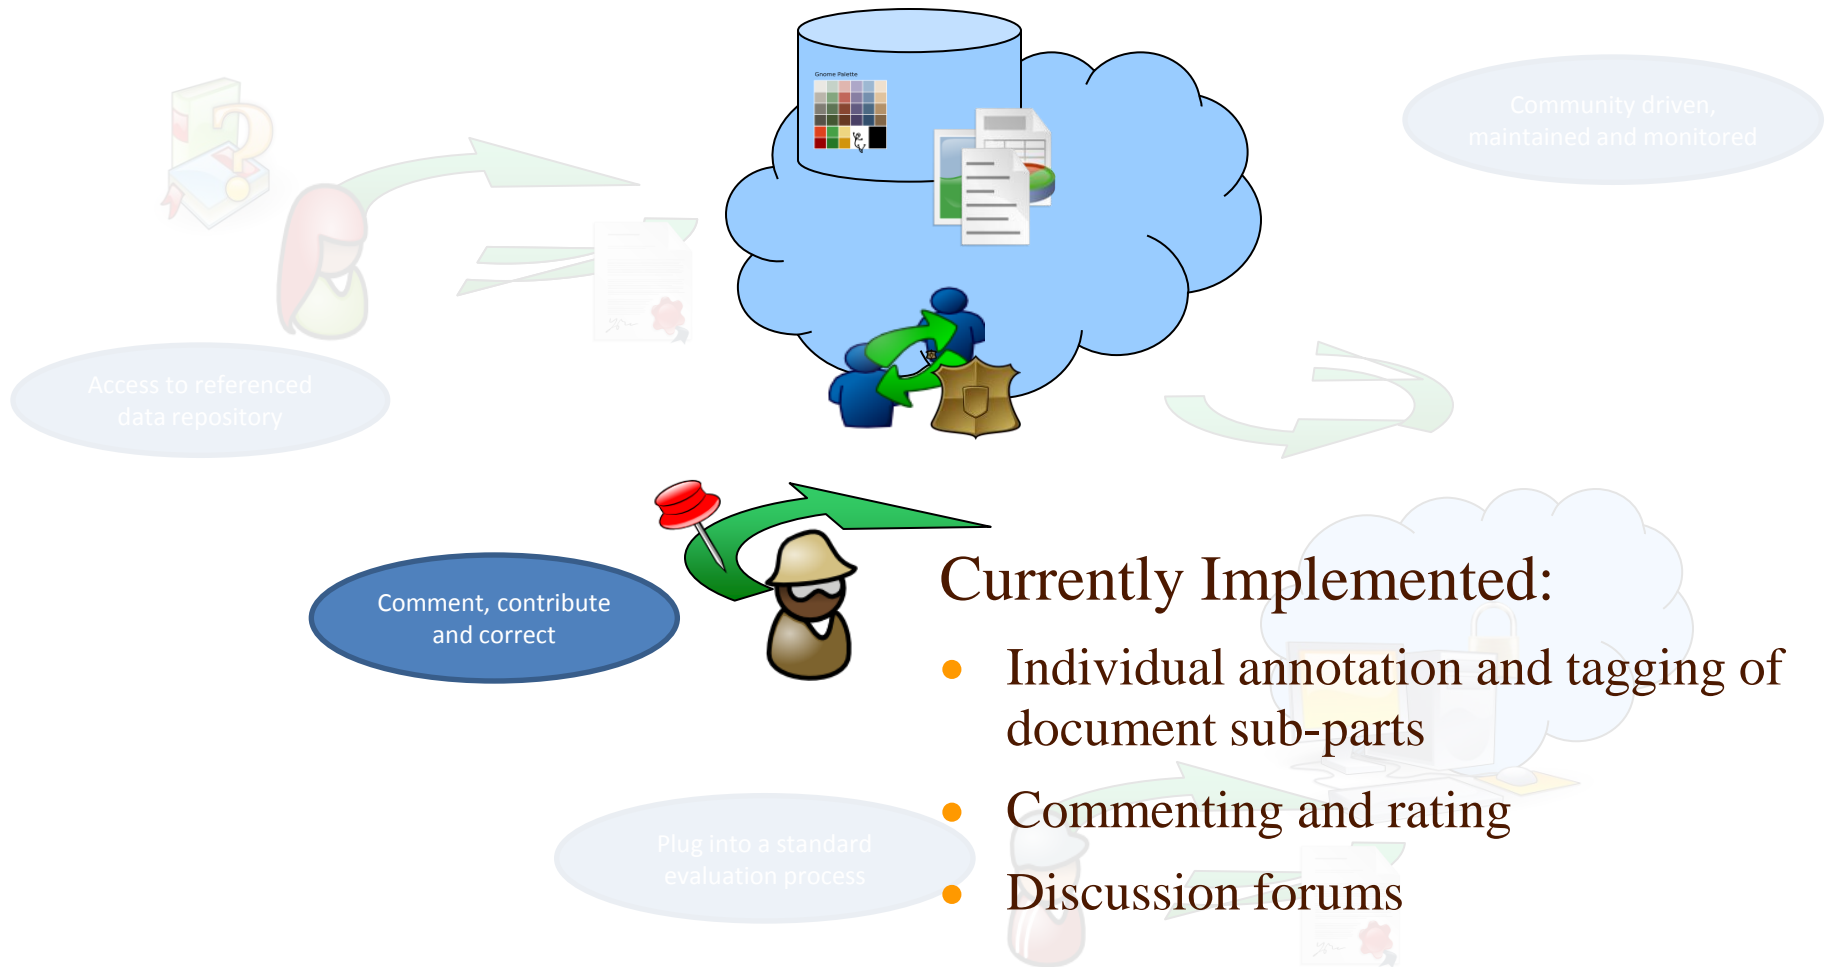 Gnome Palette
Community driven,
maintained and monitored
Access to referenced
data repository
Comment, contribute
and correct
Currently Implemented:
● Individual annotation and tagging of
document sub-parts
● Commenting and rating
● Discussion forums
Plug into a standard
evaluation process